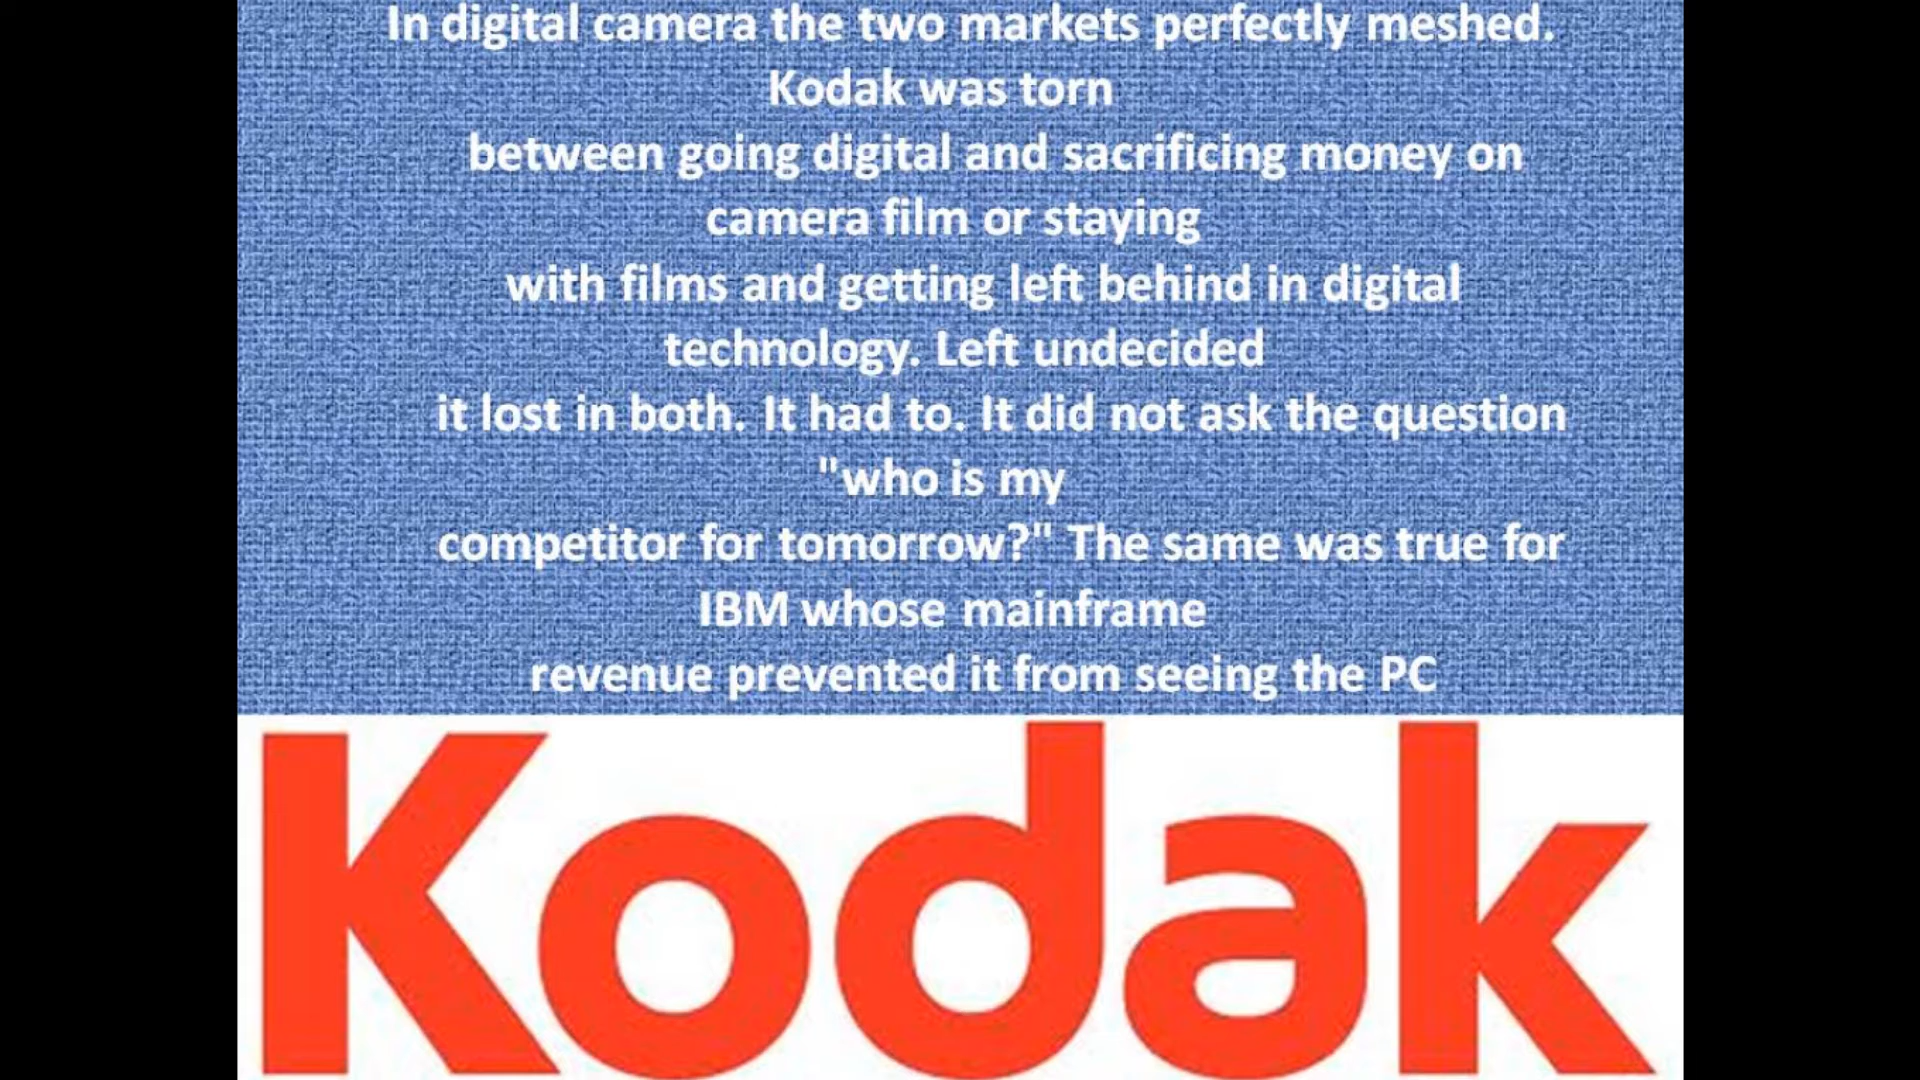 In digital camera the two markets perfectly meshed.
Kodak was torn
between going digital and sacrificing money on
camera film or staying
with films and getting left behind in digital
technology. Left undecided
it lost in both. It had to. It did not ask the question
"who is my
competitor for tomorrow?" The same was true for
IBM whose mainframe
revenue prevented it from seeing the PC
Kodak